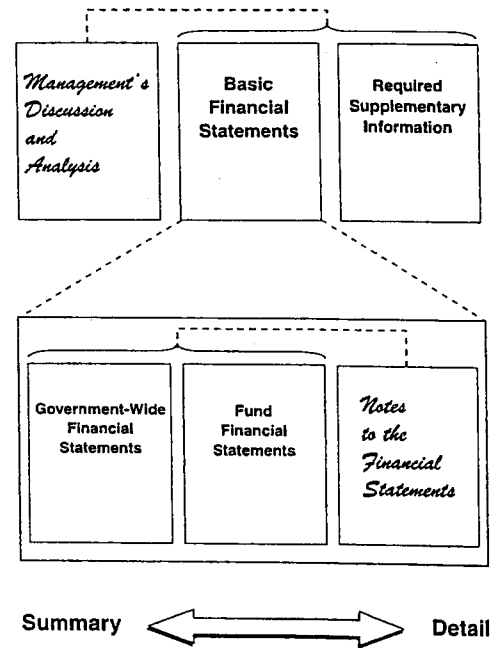 Management's
Discussion
and
Analysis
Basic
Financial
Statements
Required
Supplementary
Information
Government-Wide
Financial
Statements
Fund
Financial
Statements
Notes
to the
Financial
Statements
Summary
Detail